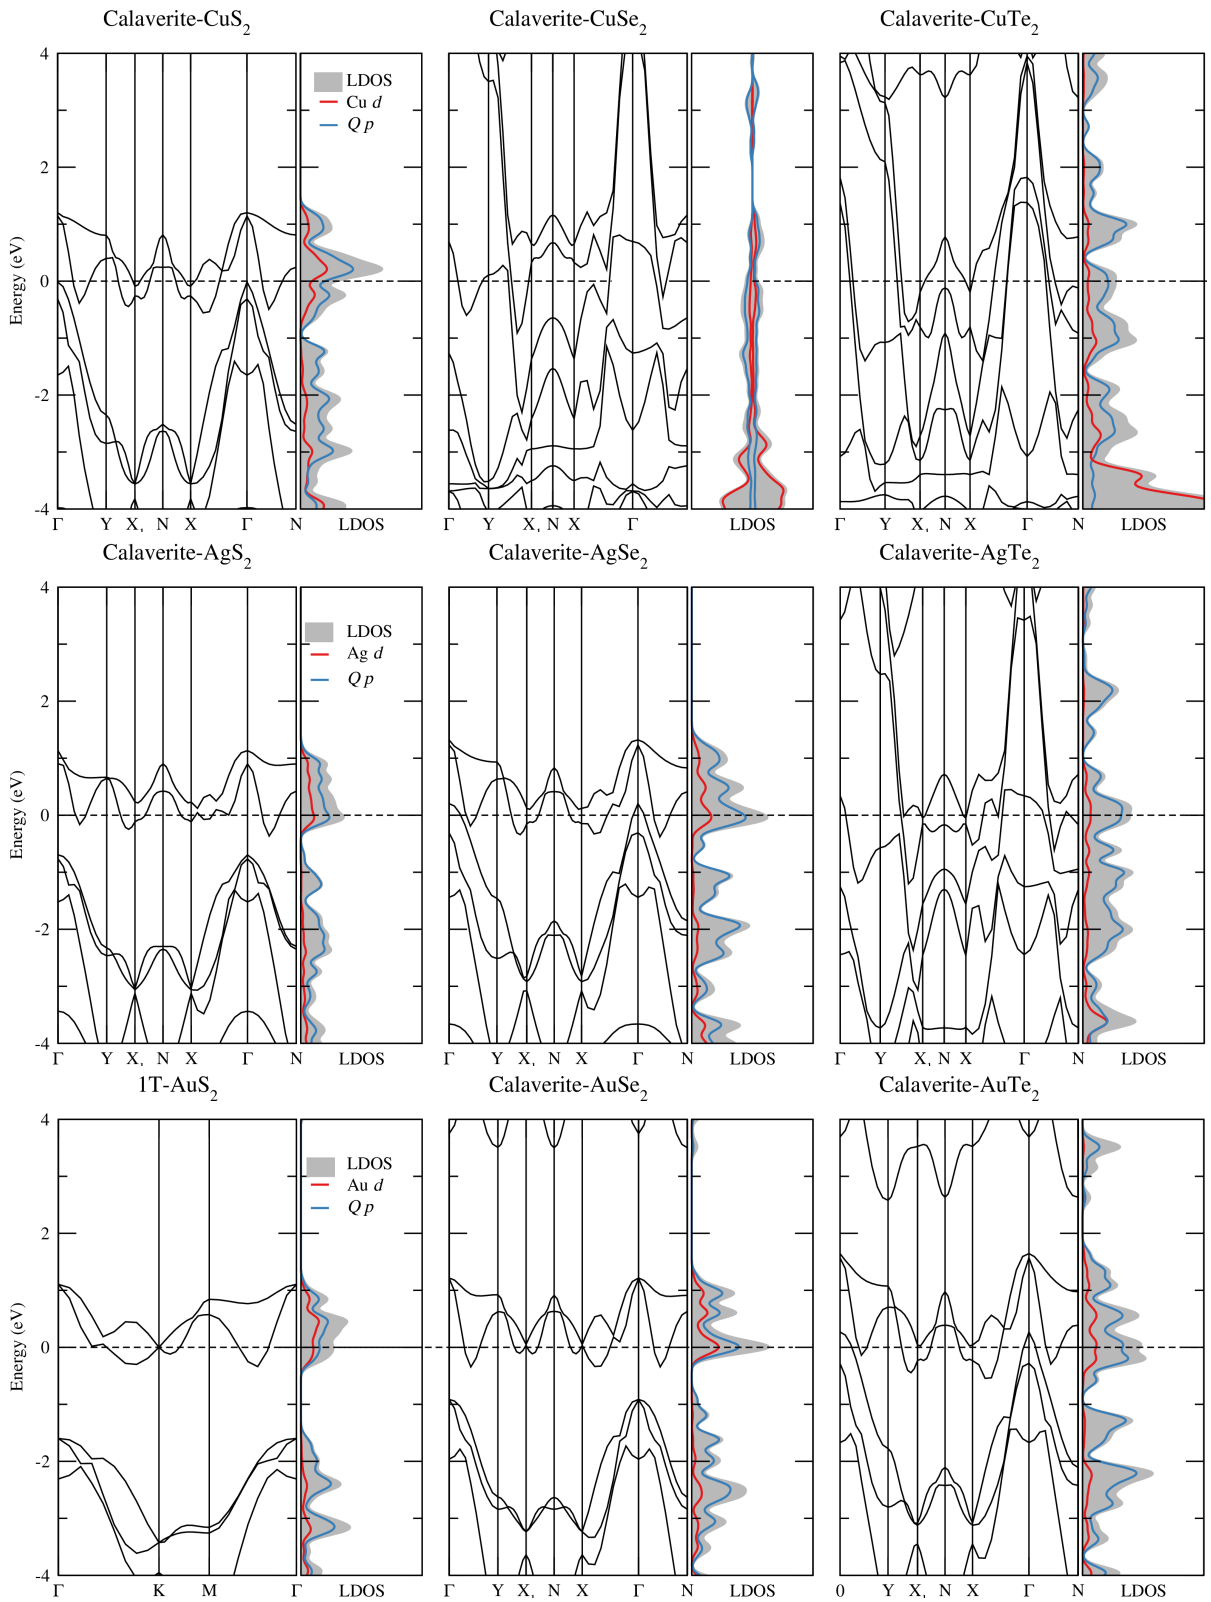 Calaverite-CuS2 Calaverite-CuSe2 Calaverite-CuTe2
4
LDOS
Cu d
Q p
2
0
Energy (eV)
-2
-4
Γ Y X, N X Γ N LDOS Γ Y X, N X Γ LDOS Γ Y X, N X Γ N LDOS
Calaverite-AgS2 Calaverite-AgSe2 Calaverite-AgTe2
4
LDOS
Ag d
Q p
2
0
Energy (eV)
-2
-4
Γ Y X, N X Γ N LDOS Γ Y X, N X Γ N LDOS Γ Y X, N X Γ N LDOS
1T-AuS2 Calaverite-AuSe2 Calaverite-AuTe2
4
LDOS
Au d
Q p
2
0
Energy (eV)
-2
-4
Γ K M Γ LDOS Γ Y X, N X Γ N LDOS 0 Y X, N X Γ N LDOS